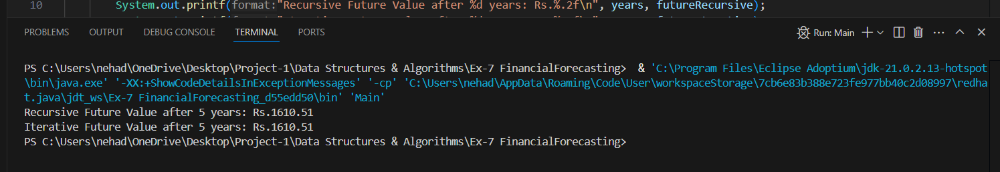 10 System.out.printf(format:"Recursive Future Value after %d years: Rs.%.2f\n", years, futureRecursive);
PROBLEMS OUTPUT DEBUG CONSOLE TERMINAL PORTS Run: Main
PS C:\Users\nehad\OneDrive\Desktop\Project-1\Data Structures & Algorithms\Ex-7 FinancialForecasting>  & 'C:\Program Files\Eclipse Adoptium\jdk-21.0.2.13-hotspot
\bin\java.exe' '-XX:+ShowCodeDetailsInExceptionMessages' '-cp' 'C:\Users\nehad\AppData\Roaming\Code\User\workspaceStorage\7cb6e83b388e723fe977bb40c2d08997\redha
t.java\jdt_ws\Ex-7 FinancialForecasting_d55edd50\bin' 'Main'
Recursive Future Value after 5 years: Rs.1610.51
Iterative Future Value after 5 years: Rs.1610.51
PS C:\Users\nehad\OneDrive\Desktop\Project-1\Data Structures & Algorithms\Ex-7 FinancialForecasting>